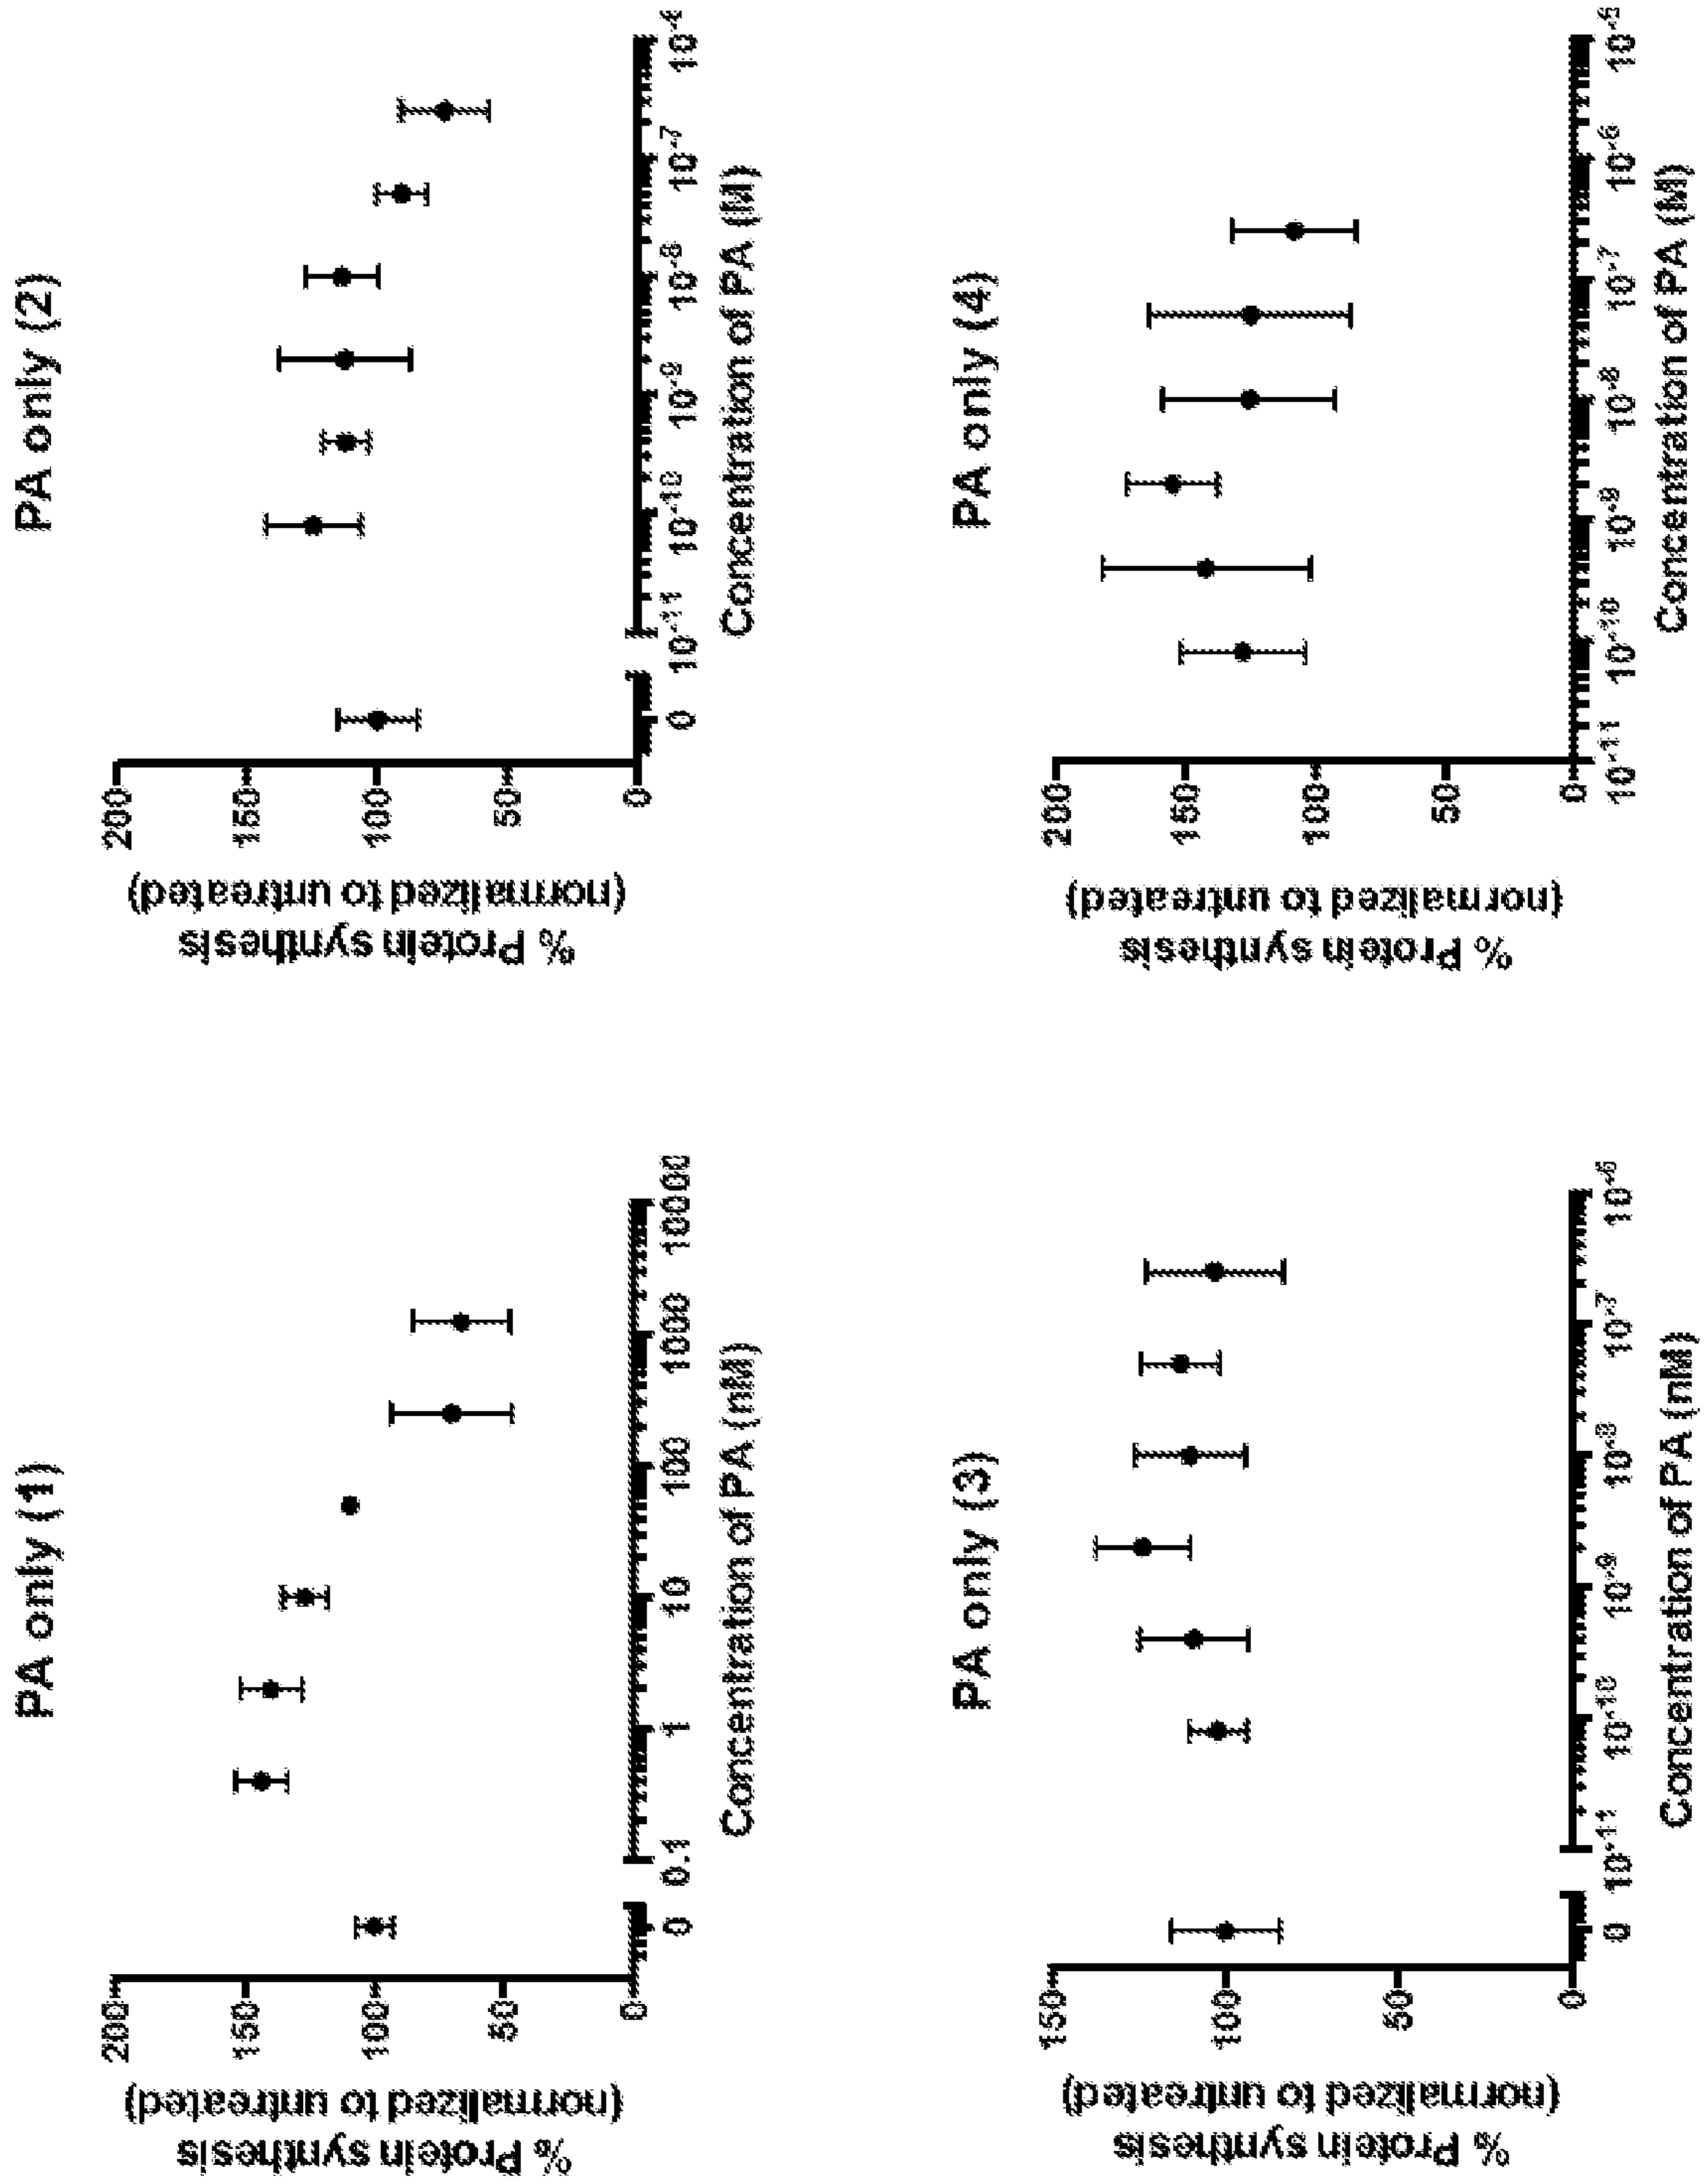 PA only (1)
% Protein synthesis
(normalized to untreated)
200
150
100
50
0
0 0.1 1 10 100 1000 10000
Concentration of PA (nM)
PA only (2)
% Protein synthesis
(normalized to untreated)
200
150
100
50
0
0 10-11 10-10 10-9 10-8 10-7
Concentration of PA (M)
PA only (3)
% Protein synthesis
(normalized to untreated)
150
100
50
0
0 10-11 10-10 10-9 10-8 10-7 10-6
Concentration of PA (nM)
PA only (4)
% Protein synthesis
(normalized to untreated)
200
150
100
50
0
10-11 10-10 10-9 10-8 10-7 10-6 10-5
Concentration of PA (M)